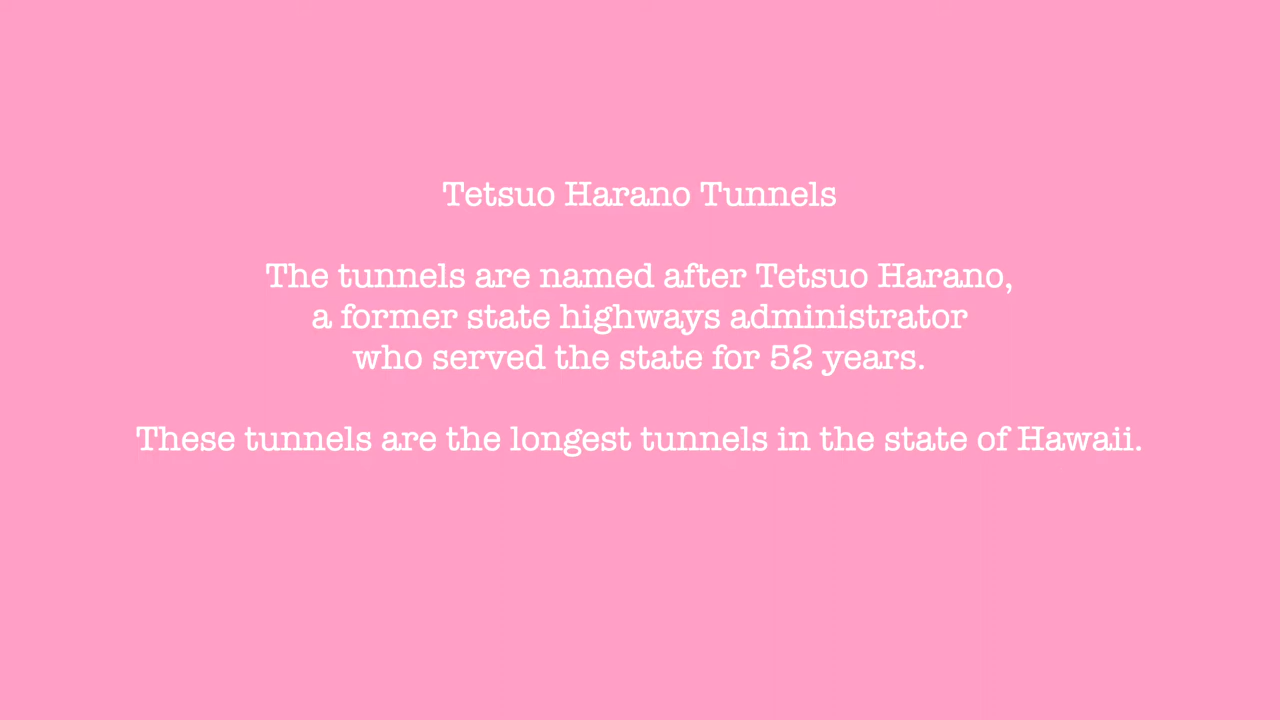 Tetsuo Harano Tunnels
The tunnels are named after Tetsuo Harano,
a former state highways administrator
who served the state for 52 years.
These tunnels are the longest tunnels in the state of Hawaii.